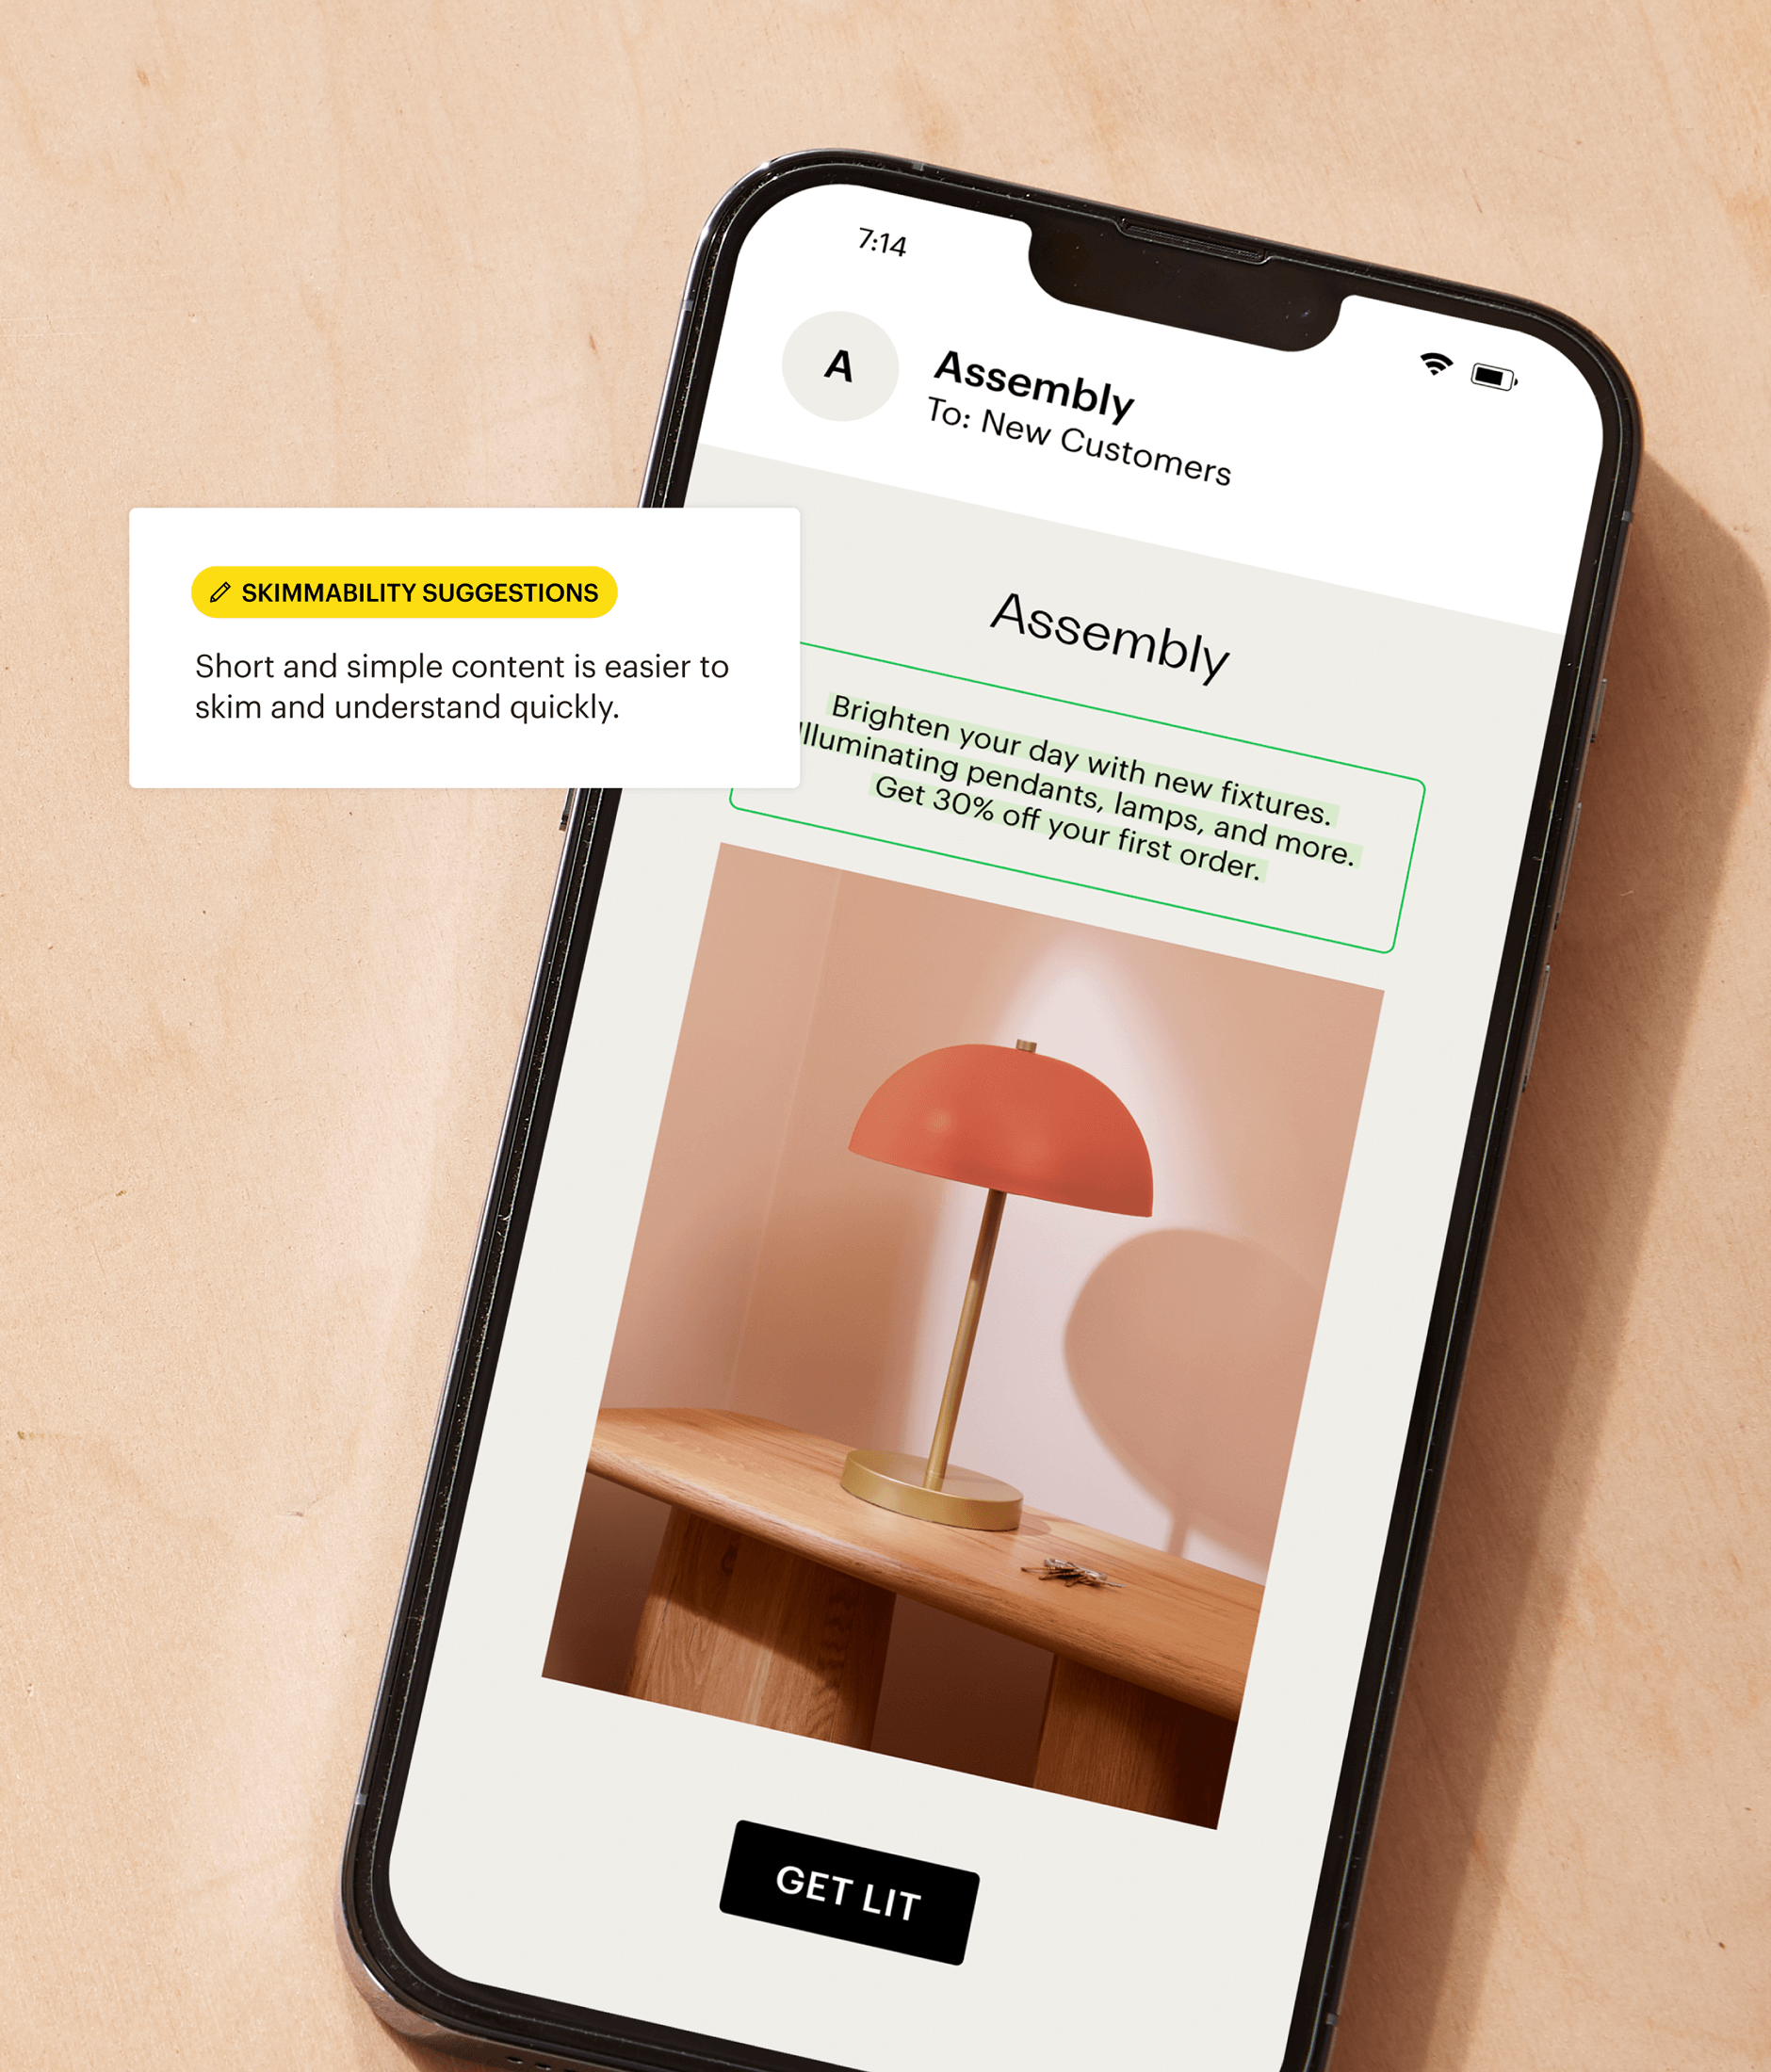 7:14
A
Assembly
To: New Customers
SKIMMABILITY SUGGESTIONS
Short and simple content is easier to
skim and understand quickly.
Assembly
Brighten your day with new fixtures.
Illuminating pendants, lamps, and more.
Get 30% off your first order.
GET LIT